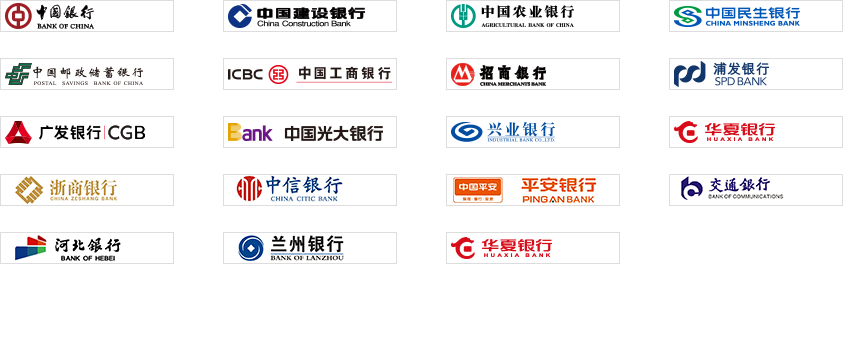 中国银行
BANK OF CHINA
中国建设银行
China Construction Bank
中国农业银行
AGRICULTURAL BANK OF CHINA
中国民生银行
CHINA MINSHENG BANK
中国邮政储蓄银行
POSTAL SAVINGS BANK OF CHINA
ICBC 中国工商银行
招商银行
CHINA MERCHANTS BANK
浦发银行
SPD BANK
广发银行 | CGB
Bank 中国光大银行
兴业银行
INDUSTRIAL BANK CO.,LTD.
华夏银行
HUAXIA BANK
浙商银行
CHINA ZESHANG BANK
中信银行
CHINA CITIC BANK
中国平安
保险·银行·投资
平安银行
PINGAN BANK
交通银行
BANK OF COMMUNICATIONS
河北银行
BANK OF HEBEI
兰州银行
BANK OF LANZHOU
华夏银行
HUAXIA BANK